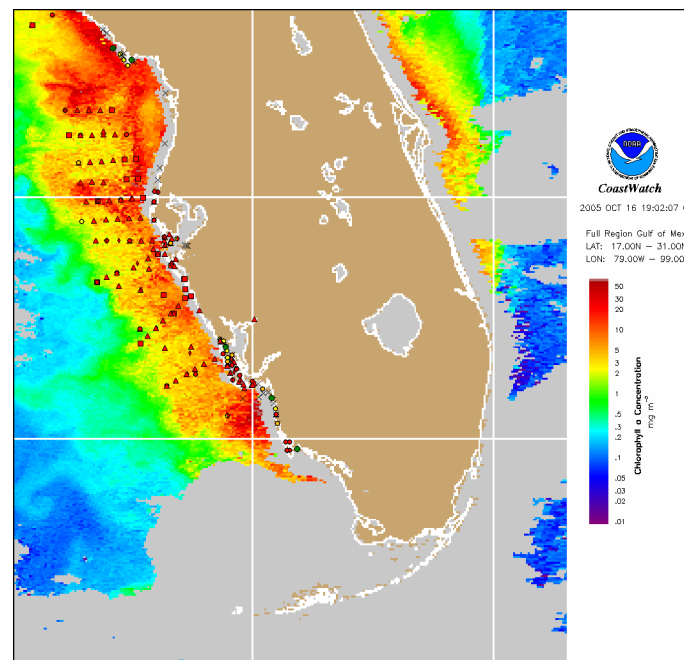 NOAA
CoastWatch
2005 OCT 16 19:02:07
Full Region Gulf of Mex
LAT: 17.00N – 31.00N
LON: 79.00W – 99.00
50
30
20
10
5
3
2
1
.5
.3
.2
.1
.05
.03
.02
.01
Chlorophyll a Concentration
mg m⁻³